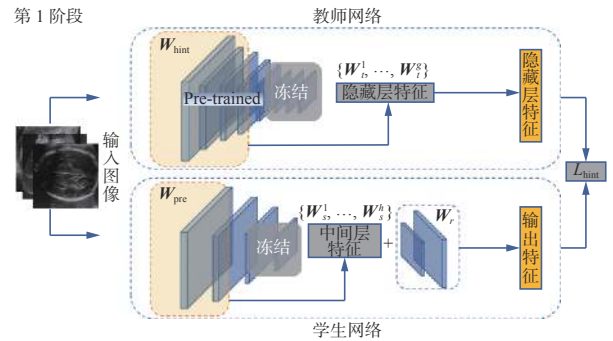 第 1 阶段
教师网络
W_hint
Pre-trained
冻结
{W_t^1, ⋯, W_t^g}
隐藏层特征
隐藏层特征
输入图像
L_hint
W_pre
冻结
{W_s^1, ⋯, W_s^h}
中间层
特征
+
W_r
输出特征
学生网络